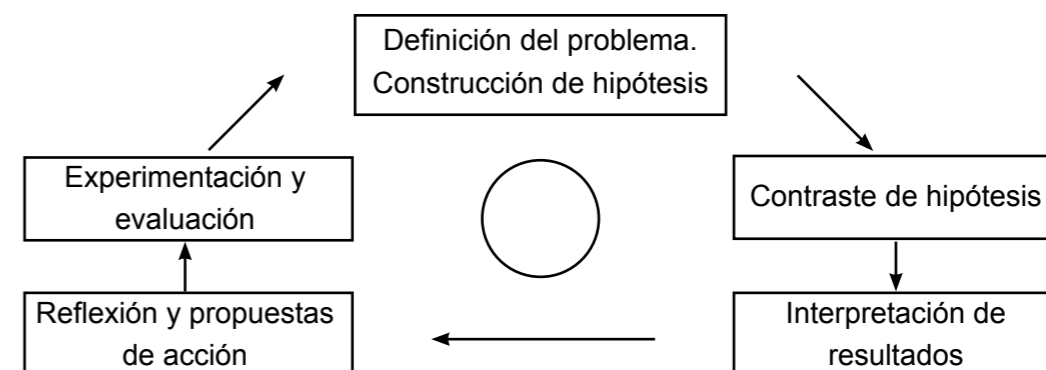 Definición del problema.
Construcción de hipótesis
Contraste de hipótesis
Interpretación de
resultados
Reflexión y propuestas
de acción
Experimentación y
evaluación